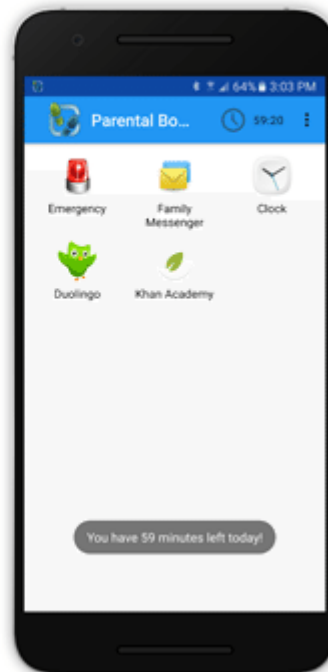 64% 3:03 PM
Parental Bo... 59:20
Emergency
Family
Messenger
Clock
Duolingo
Khan Academy
You have 59 minutes left today!